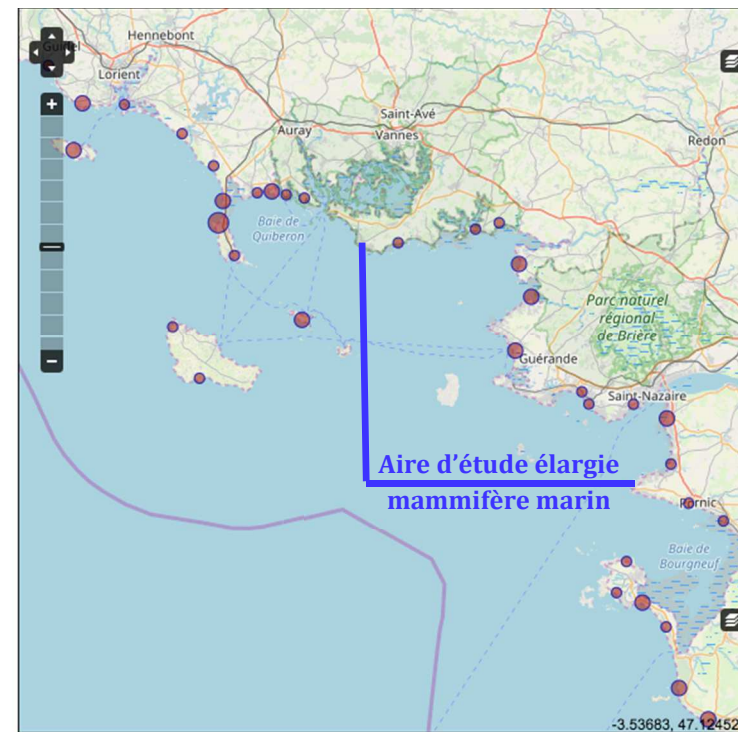 Hennebont
Guidel
Lorient
Saint-Avé
Auray
Vannes
Redon
Baie de
Quiberon
Parc naturel
régional
de Brière
Guérande
Saint-Nazaire
Aire d’étude élargie
mammifère marin
Pornic
Baie de
Bourgneuf
-3.53683, 47.12452